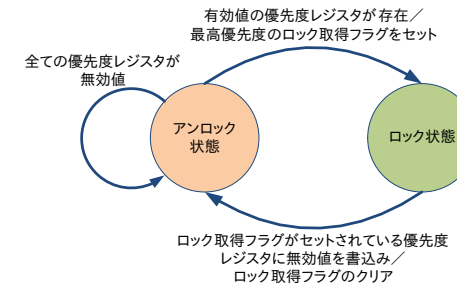 有効値の優先度レジスタが存在／
最高優先度のロック取得フラグをセット
全ての優先度レジスタが
無効値
アンロック
状態
ロック状態
ロック取得フラグがセットされている優先度
レジスタに無効値を書込み／
ロック取得フラグのクリア